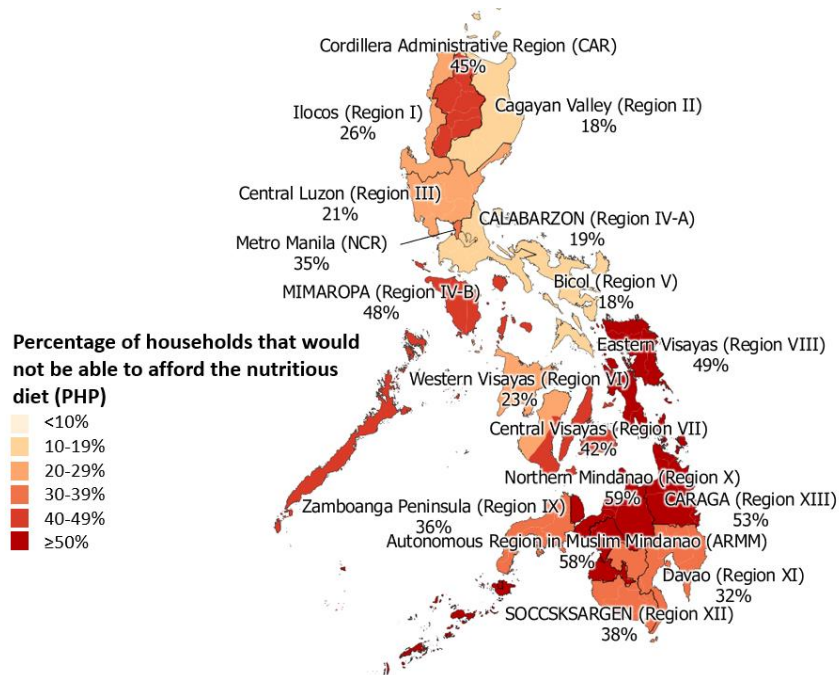 Cordillera Administrative Region (CAR)
45%
Ilocos (Region I)
26%
Cagayan Valley (Region II)
18%
Central Luzon (Region III)
21%
CALABARZON (Region IV-A)
19%
Metro Manila (NCR)
35%
Bicol (Region V)
18%
MIMAROPA (Region IV-B)
48%
Percentage of households that would
not be able to afford the nutritious
diet (PHP)
<10%
10-19%
20-29%
30-39%
40-49%
≥50%
Eastern Visayas (Region VIII)
49%
Western Visayas (Region VI)
23%
Central Visayas (Region VII)
42%
Northern Mindanao (Region X)
59%
CARAGA (Region XIII)
53%
Zamboanga Peninsula (Region IX)
36%
Autonomous Region in Muslim Mindanao (ARMM)
58%
Davao (Region XI)
32%
SOCCSKSARGEN (Region XII)
38%